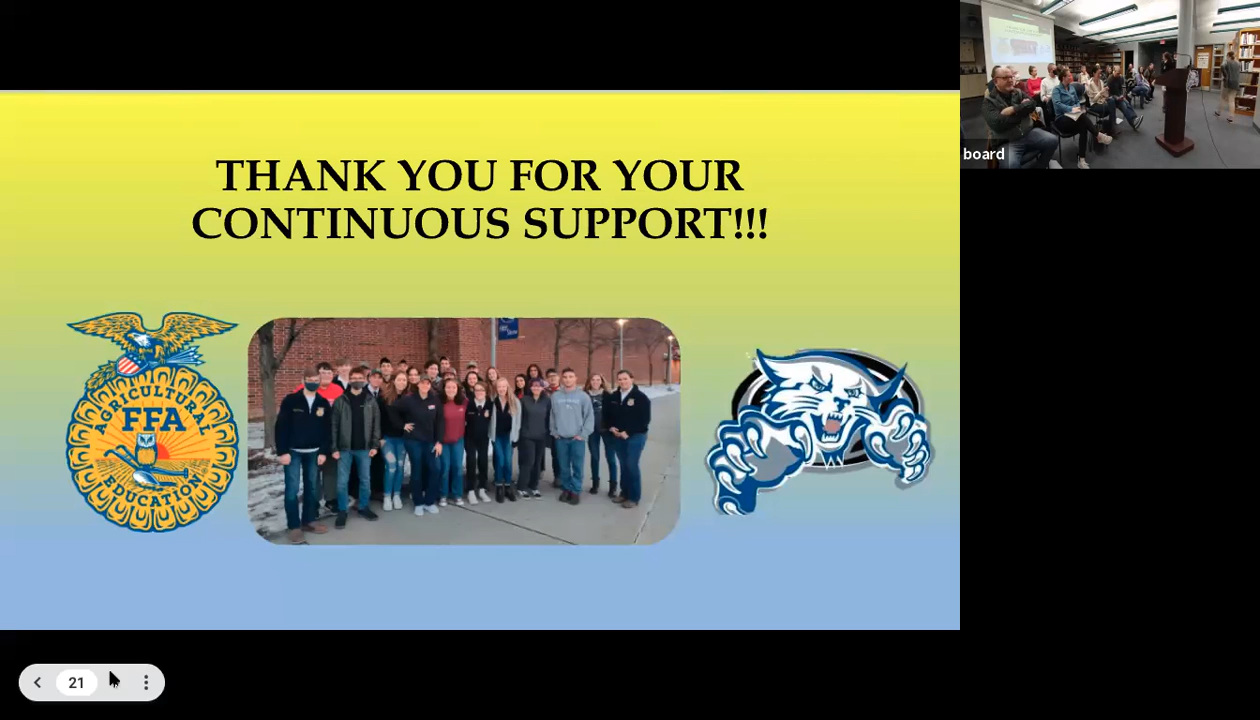 THANK YOU FOR YOUR
CONTINUOUS SUPPORT!!!
AGRICULTURAL
FFA
EDUCATION
board
21